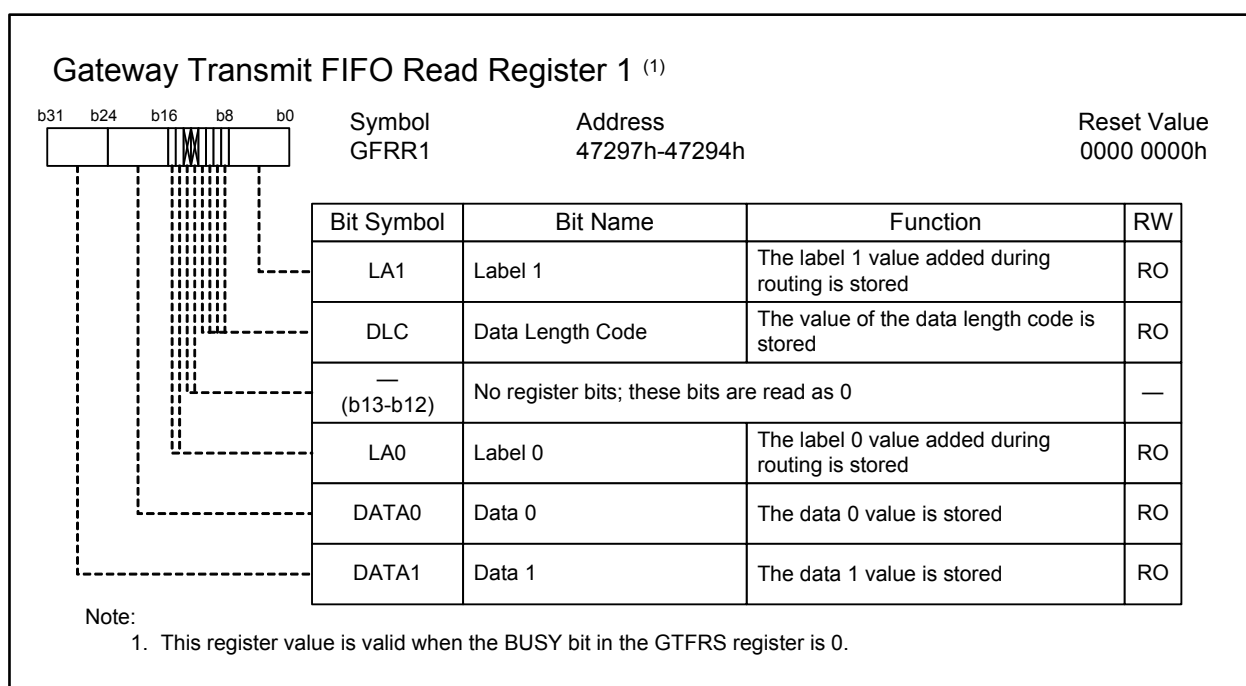 Gateway Transmit FIFO Read Register 1 (1)
b31 b24 b16 b8 b0
Symbol Address Reset Value
GFRR1 47297h-47294h 0000 0000h
Bit Symbol Bit Name Function RW
LA1 Label 1 The label 1 value added during routing is stored RO
DLC Data Length Code The value of the data length code is stored RO
— (b13-b12) No register bits; these bits are read as 0 —
LA0 Label 0 The label 0 value added during routing is stored RO
DATA0 Data 0 The data 0 value is stored RO
DATA1 Data 1 The data 1 value is stored RO
Note:
1. This register value is valid when the BUSY bit in the GTFRS register is 0.